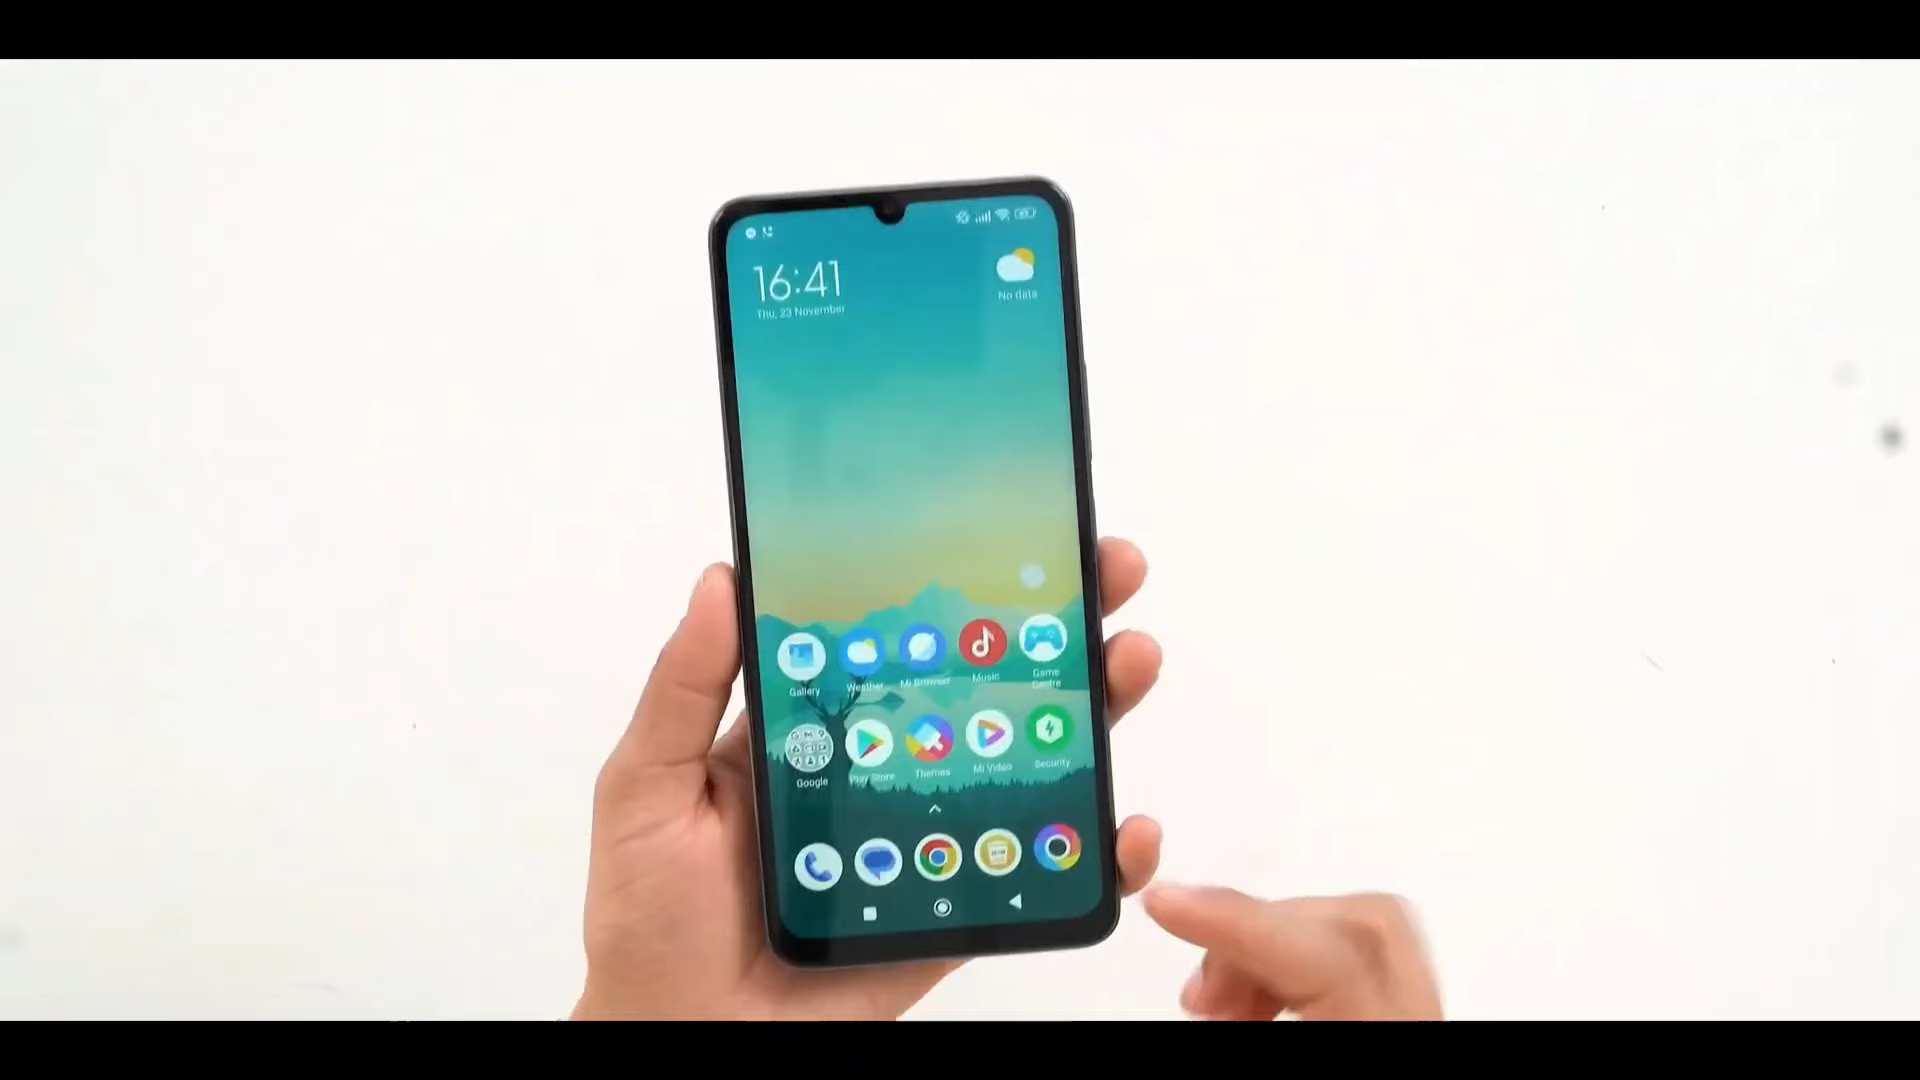 16:41
Thu, 23 November
No data
Gallery
Weather
Mi Browser
Music
Game
Centre
Google
Play Store
Themes
Mi Video
Security